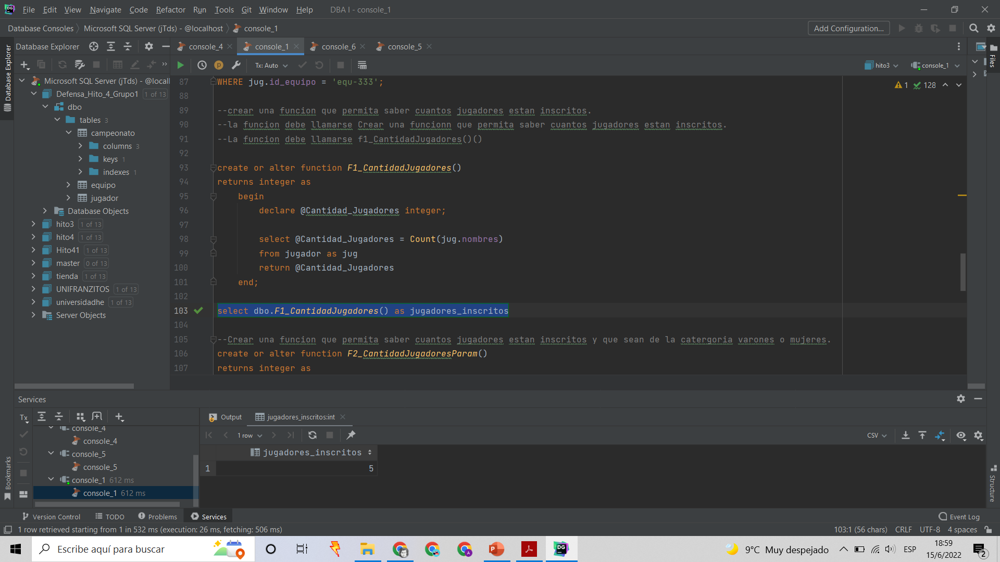 File Edit View Navigate Code Refactor Run Tools Git Window Help DBA I - console_1
Database Consoles Microsoft SQL Server (jTds) - @localhost console_1 Add Configuration...
Database Explorer console_4 console_1 console_6 console_5
Tx: Auto hito3 console_1
Database Explorer
Files
Microsoft SQL Server (jTds) - @locall
Defensa_Hito_4_Grupo1 1 of 13
dbo
tables 3
campeonato
columns 3
keys 1
indexes 1
equipo
jugador
Database Objects
hito3 1 of 13
hito4 1 of 13
Hito41 1 of 13
master 0 of 13
tienda 1 of 13
UNIFRANZITOS 1 of 13
universidadhe 1 of 13
Server Objects
1 128
87 WHERE jug.id_equipo = 'equ-333';
88
89 --crear una funcion que permita saber cuantos jugadores estan inscritos.
90 --la funcion debe llamarse Crear una funcionn que permita saber cuantos jugadores estan inscritos.
91 --La funcion debe llamarse f1_CantidadJugadores()()
92
93 create or alter function F1_CantidadJugadores()
94 returns integer as
95 begin
96 declare @Cantidad_Jugadores integer;
97
98 select @Cantidad_Jugadores = Count(jug.nombres)
99 from jugador as jug
100 return @Cantidad_Jugadores
101 end;
102
103 select dbo.F1_CantidadJugadores() as jugadores_inscritos
104
105 --Crear una funcion que permita saber cuantos jugadores estan inscritos y que sean de la catergoria varones o mujeres.
106 create or alter function F2_CantidadJugadoresParam()
107 returns integer as
Services
Tx
console_4
console_4
console_5
console_5
console_1 612 ms
console_1 612 ms
Output jugadores_inscritos:int
1 row CSV
jugadores_inscritos
1 5
Bookmarks
Structure
Version Control TODO Problems Services Event Log
1 row retrieved starting from 1 in 532 ms (execution: 26 ms, fetching: 506 ms) 103:1 (56 chars) CRLF UTF-8 4 spaces
Escribe aquí para buscar 9°C Muy despejado ESP 18:59
15/6/2022 2